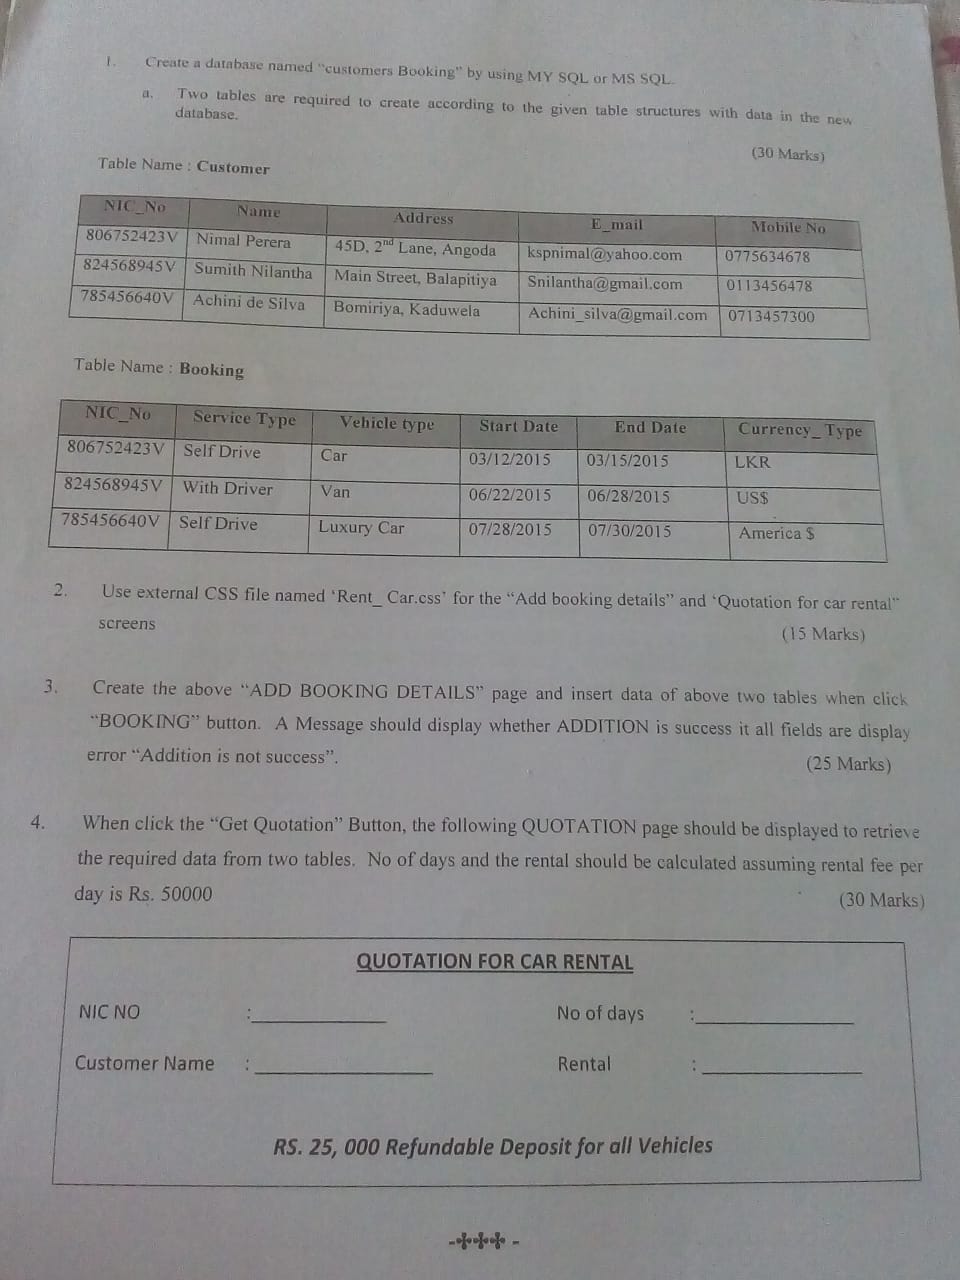 1. Create a database named "customers Booking" by using MY SQL or MS SQL.
a. Two tables are required to create according to the given table structures with data in the new
database.
(30 Marks)
Table Name : Customer
NIC_No Name Address E_mail Mobile No
806752423V Nimal Perera 45D, 2nd Lane, Angoda kspnimal@yahoo.com 0775634678
824568945V Sumith Nilantha Main Street, Balapitiya Snilantha@gmail.com 0113456478
785456640V Achini de Silva Bomiriya, Kaduwela Achini_silva@gmail.com 0713457300
Table Name : Booking
NIC_No Service Type Vehicle type Start Date End Date Currency_ Type
806752423V Self Drive Car 03/12/2015 03/15/2015 LKR
824568945V With Driver Van 06/22/2015 06/28/2015 US$
785456640V Self Drive Luxury Car 07/28/2015 07/30/2015 America $
2. Use external CSS file named 'Rent_ Car.css' for the "Add booking details" and 'Quotation for car rental"
screens
(15 Marks)
3. Create the above "ADD BOOKING DETAILS" page and insert data of above two tables when click
"BOOKING" button. A Message should display whether ADDITION is success it all fields are display
error "Addition is not success".
(25 Marks)
4. When click the "Get Quotation" Button, the following QUOTATION page should be displayed to retrieve
the required data from two tables. No of days and the rental should be calculated assuming rental fee per
day is Rs. 50000
(30 Marks)
QUOTATION FOR CAR RENTAL
NIC NO :____________ No of days :______________
Customer Name : ________________ Rental : ______________
RS. 25, 000 Refundable Deposit for all Vehicles